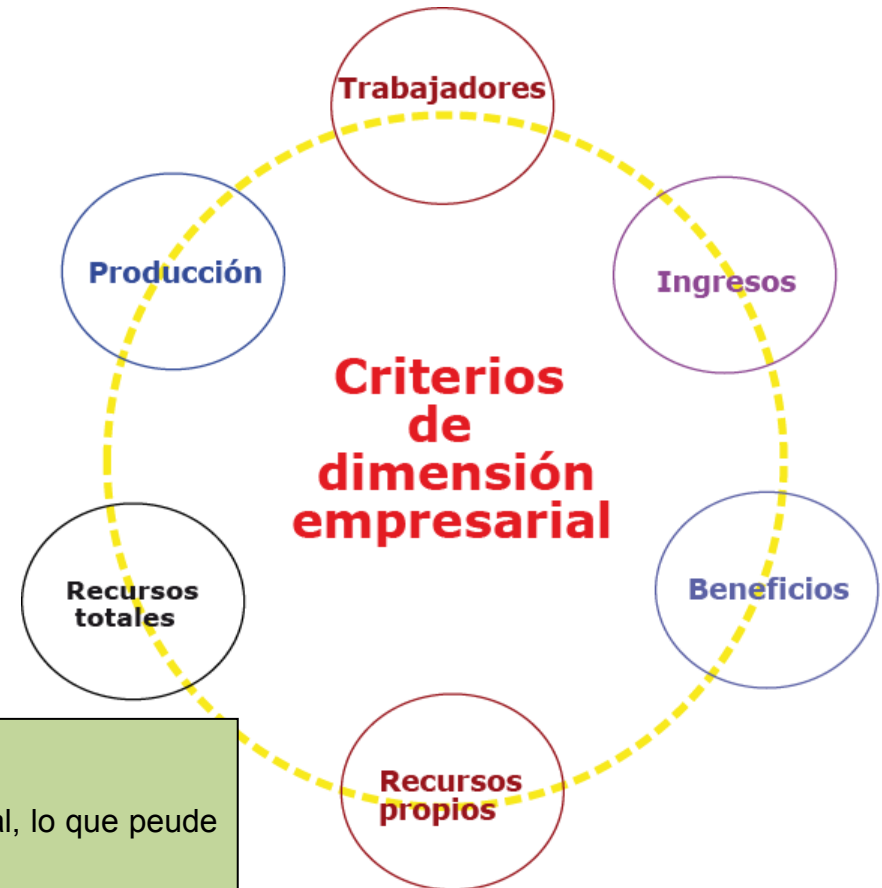 Trabajadores
Producción
Ingresos
Criterios
de
dimensión
empresarial
Recursos
totales
Beneficios
Recursos
propios
l, lo que peude